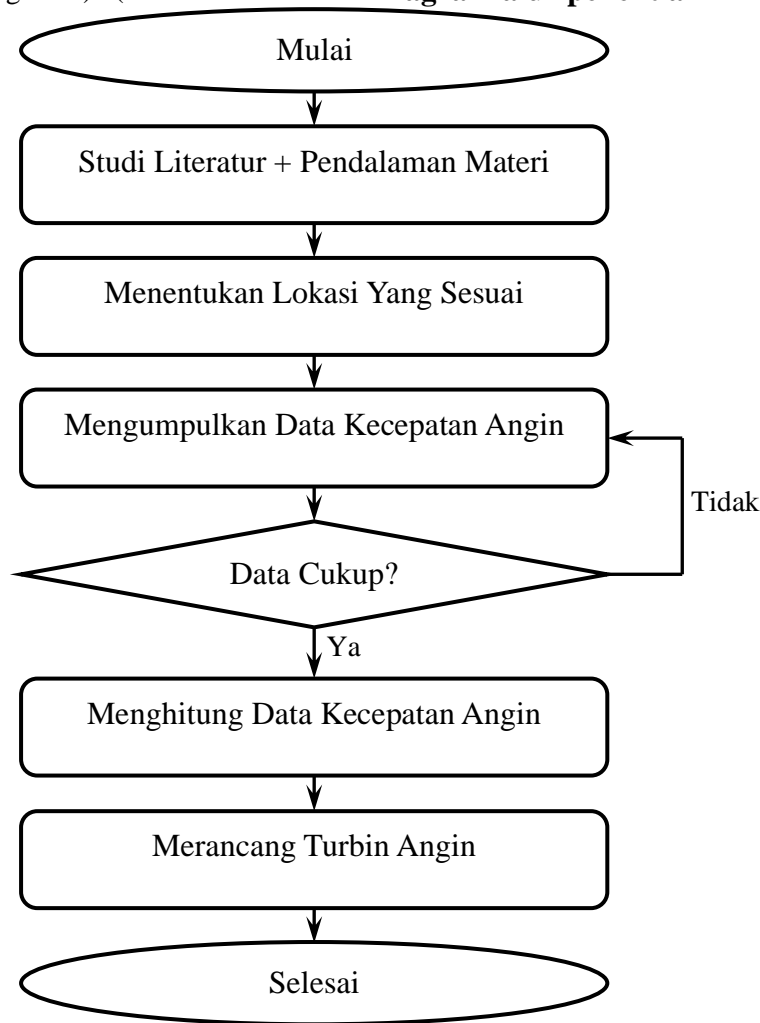 Mulai
Studi Literatur + Pendalaman Materi
Menentukan Lokasi Yang Sesuai
Mengumpulkan Data Kecepatan Angin
Tidak
Data Cukup?
Ya
Menghitung Data Kecepatan Angin
Merancang Turbin Angin
Selesai